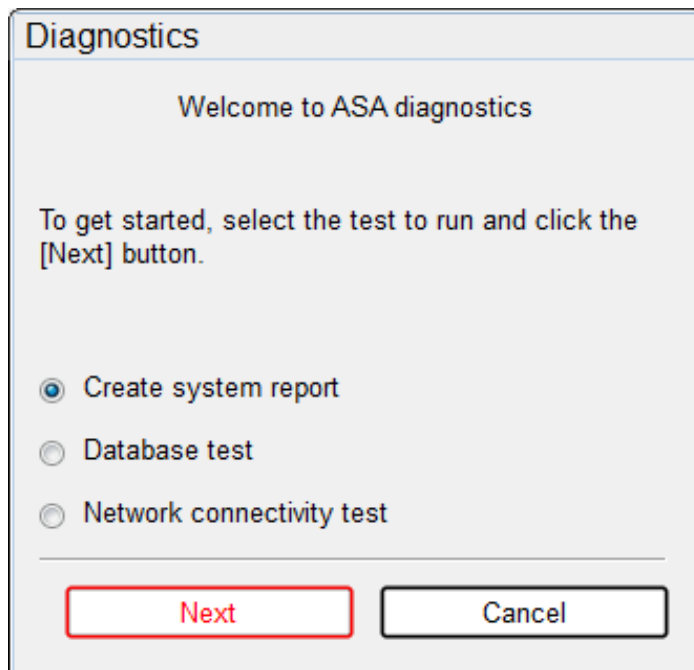 Diagnostics
Welcome to ASA diagnostics
To get started, select the test to run and click the
[Next] button.
Create system report
Database test
Network connectivity test
Next
Cancel